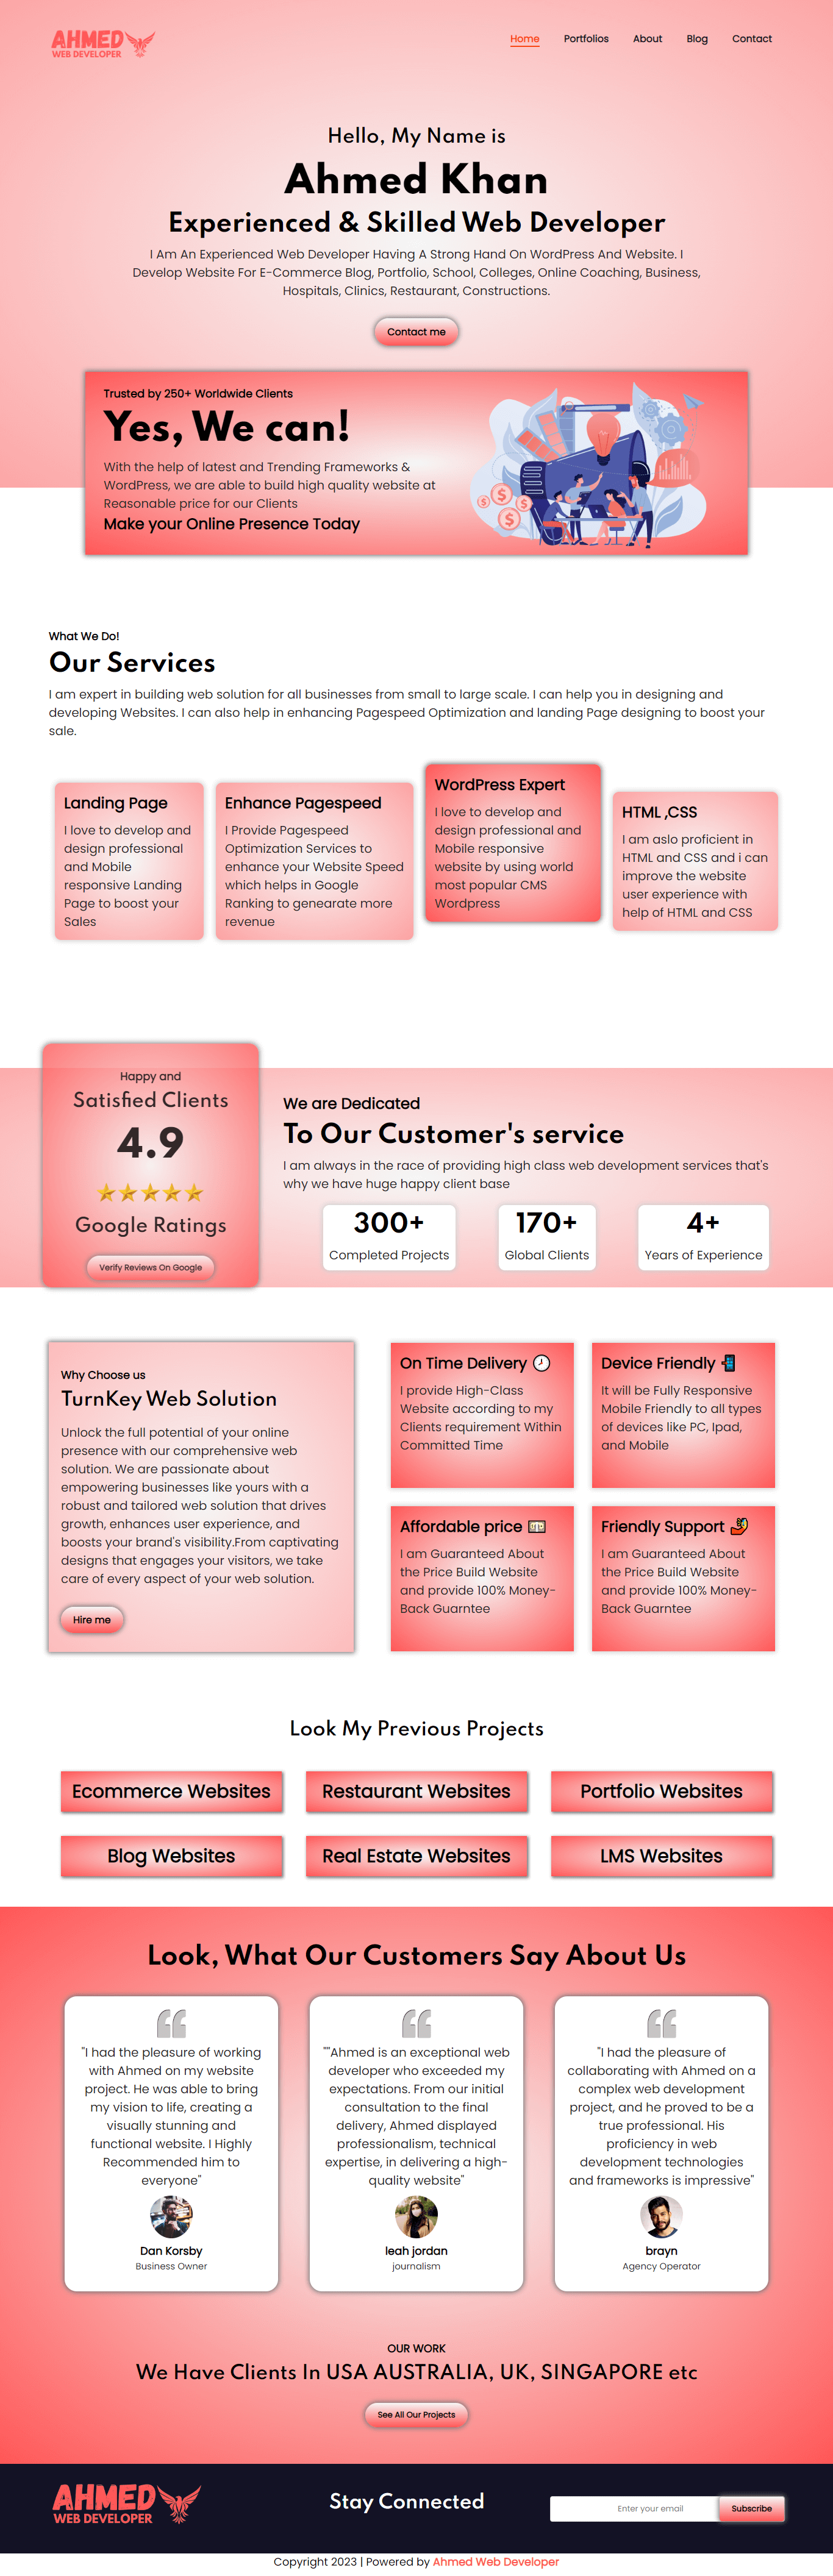 AHMED
WEB DEVELOPER
Home
Portfolios
About
Blog
Contact
Hello, My Name is
Ahmed Khan
Experienced & Skilled Web Developer
I Am An Experienced Web Developer Having A Strong Hand On WordPress And Website. I
Develop Website For E-Commerce Blog, Portfolio, School, Colleges, Online Coaching, Business,
Hospitals, Clinics, Restaurant, Constructions.
Contact me
Trusted by 250+ Worldwide Clients
Yes, We can!
With the help of latest and Trending Frameworks &
WordPress, we are able to build high quality website at
Reasonable price for our Clients
Make your Online Presence Today
What We Do!
Our Services
I am expert in building web solution for all businesses from small to large scale. I can help you in designing and
developing Websites. I can also help in enhancing Pagespeed Optimization and landing Page designing to boost your
sale.
Landing Page
I love to develop and
design professional
and Mobile
responsive Landing
Page to boost your
Sales
Enhance Pagespeed
I Provide Pagespeed
Optimization Services to
enhance your Website Speed
which helps in Google
Ranking to genearate more
revenue
WordPress Expert
I love to develop and
design professional and
Mobile responsive
website by using world
most popular CMS
Wordpress
HTML ,CSS
I am aslo proficient in
HTML and CSS and i can
improve the website
user experience with
help of HTML and CSS
Happy and
Satisfied Clients
4.9
Google Ratings
Verify Reviews On Google
We are Dedicated
To Our Customer's service
I am always in the race of providing high class web development services that's
why we have huge happy client base
300+
Completed Projects
170+
Global Clients
4+
Years of Experience
Why Choose us
TurnKey Web Solution
Unlock the full potential of your online
presence with our comprehensive web
solution. We are passionate about
empowering businesses like yours with a
robust and tailored web solution that drives
growth, enhances user experience, and
boosts your brand's visibility.From captivating
designs that engages your visitors, we take
care of every aspect of your web solution.
Hire me
On Time Delivery
I provide High-Class
Website according to my
Clients requirement Within
Committed Time
Device Friendly
It will be Fully Responsive
Mobile Friendly to all types
of devices like PC, Ipad,
and Mobile
Affordable price
I am Guaranteed About
the Price Build Website
and provide 100% Money-
Back Guarntee
Friendly Support
I am Guaranteed About
the Price Build Website
and provide 100% Money-
Back Guarntee
Look My Previous Projects
Ecommerce Websites
Restaurant Websites
Portfolio Websites
Blog Websites
Real Estate Websites
LMS Websites
Look, What Our Customers Say About Us
"I had the pleasure of working
with Ahmed on my website
project. He was able to bring
my vision to life, creating a
visually stunning and
functional website. I Highly
Recommended him to
everyone"
Dan Korsby
Business Owner
""Ahmed is an exceptional web
developer who exceeded my
expectations. From our initial
consultation to the final
delivery, Ahmed displayed
professionalism, technical
expertise, in delivering a high-
quality website"
leah jordan
journalism
"I had the pleasure of
collaborating with Ahmed on a
complex web development
project, and he proved to be a
true professional. His
proficiency in web
development technologies
and frameworks is impressive"
brayn
Agency Operator
OUR WORK
We Have Clients In USA AUSTRALIA, UK, SINGAPORE etc
See All Our Projects
AHMED
WEB DEVELOPER
Stay Connected
Enter your email
Subscribe
Copyright 2023 | Powered by Ahmed Web Developer